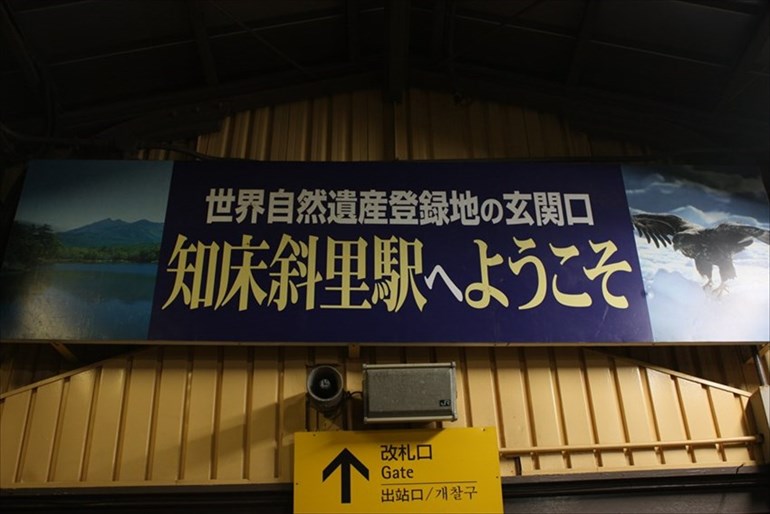 世界自然遺産登録地の玄関口
知床斜里駅へようこそ
改札口
Gate
出站口/개찰구